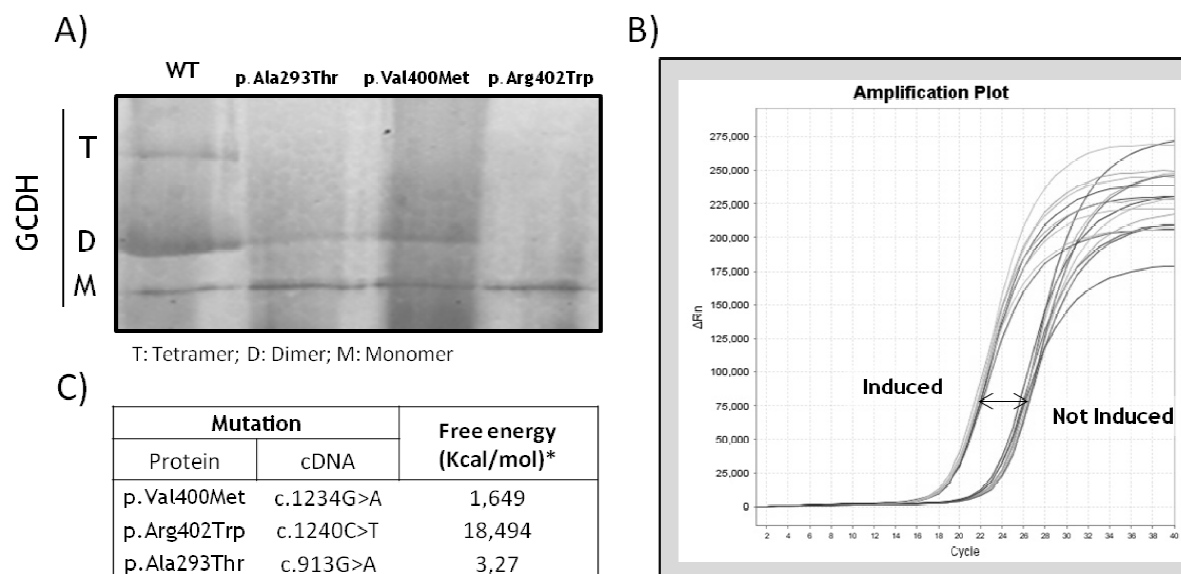 A)
WT p.Ala293Thr p.Val400Met p.Arg402Trp
GCDH
T
D
M
T: Tetramer; D: Dimer; M: Monomer
B)
Amplification Plot
275,000
250,000
225,000
200,000
175,000
150,000
125,000
100,000
75,000
50,000
25,000
0
ΔRn
Induced
Not Induced
2 4 6 8 10 12 14 16 18 20 22 24 26 28 30 32 34 36 38 40
Cycle
C)
Mutation
Free energy
(Kcal/mol)*
Protein cDNA
p.Val400Met c.1234G>A 1,649
p.Arg402Trp c.1240C>T 18,494
p.Ala293Thr c.913G>A 3,27